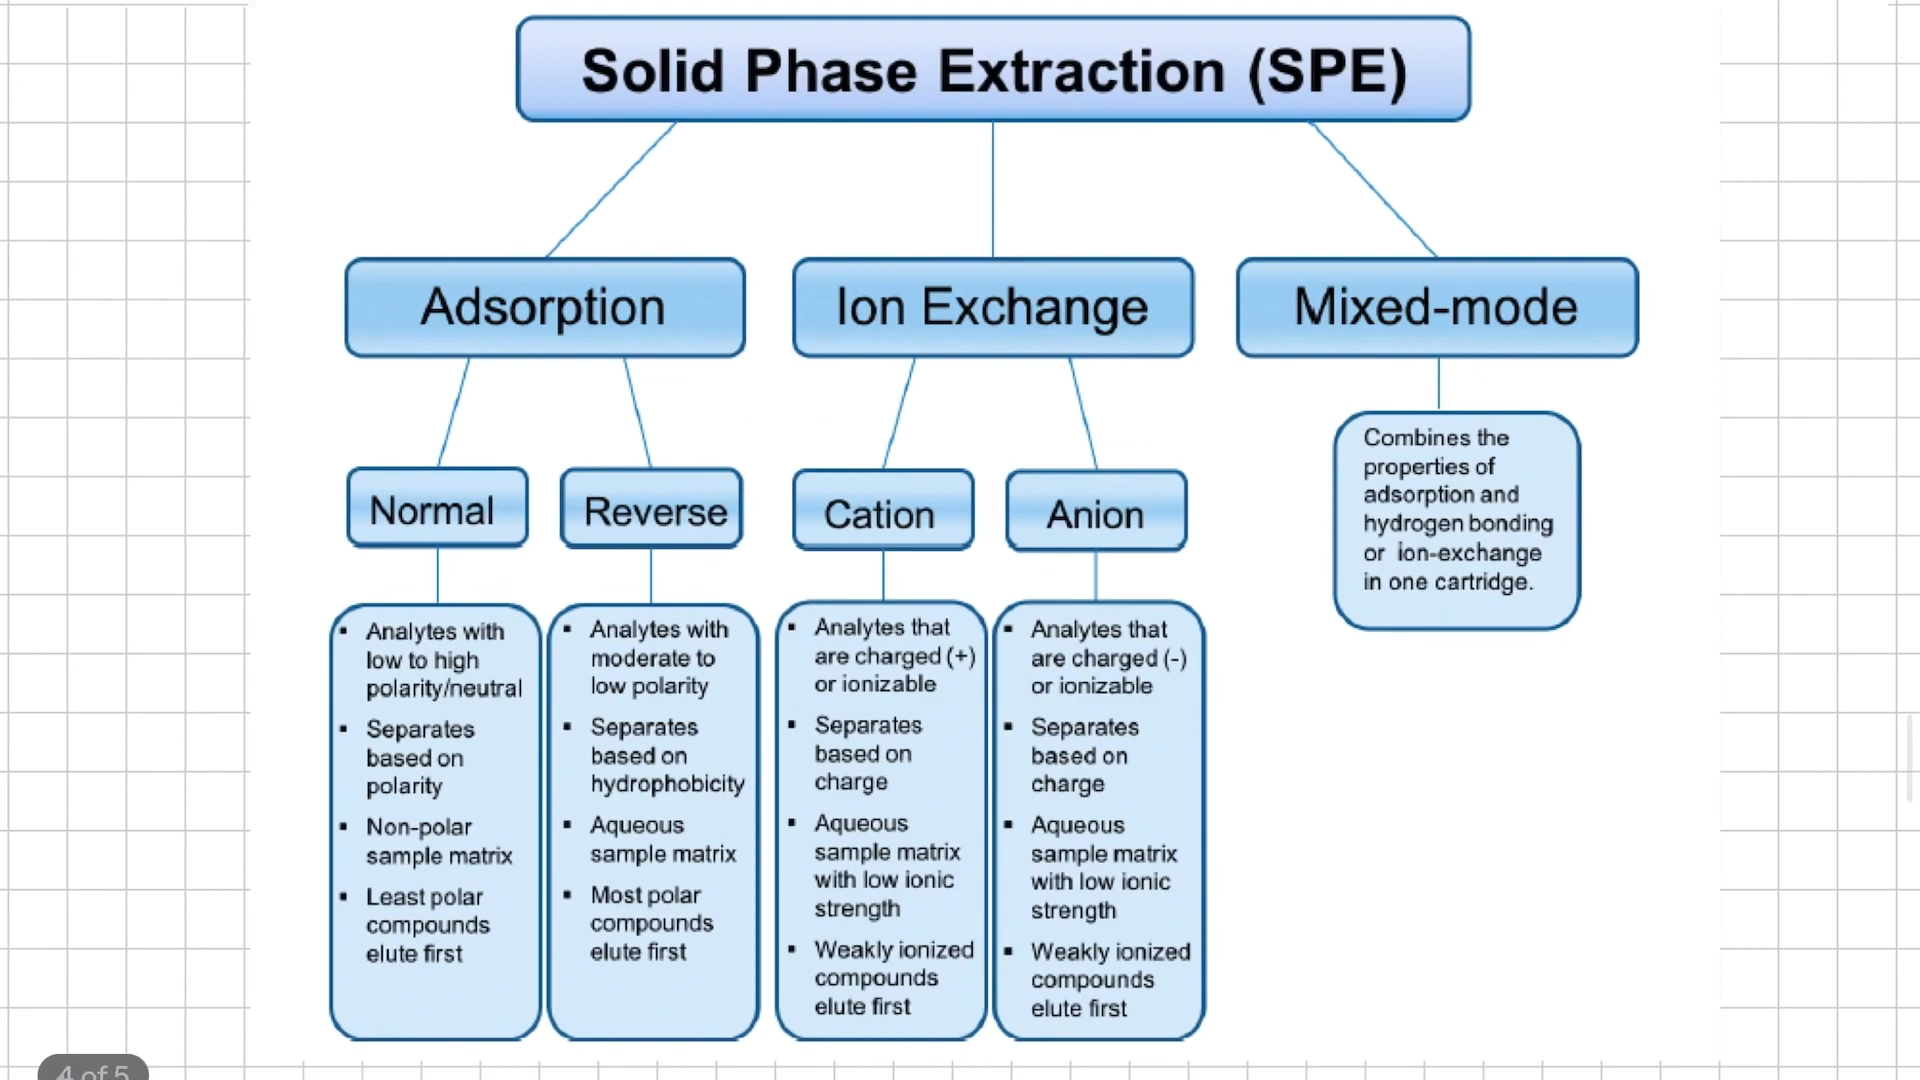 Solid Phase Extraction (SPE)
Adsorption
Ion Exchange
Mixed-mode
Normal
Reverse
Cation
Anion
Combines the
properties of
adsorption and
hydrogen bonding
or ion-exchange
in one cartridge.
▪ Analytes with
low to high
polarity/neutral
▪ Separates
based on
polarity
▪ Non-polar
sample matrix
▪ Least polar
compounds
elute first
▪ Analytes with
moderate to
low polarity
▪ Separates
based on
hydrophobicity
▪ Aqueous
sample matrix
▪ Most polar
compounds
elute first
▪ Analytes that
are charged (+)
or ionizable
▪ Separates
based on
charge
▪ Aqueous
sample matrix
with low ionic
strength
▪ Weakly ionized
compounds
elute first
▪ Analytes that
are charged (-)
or ionizable
▪ Separates
based on
charge
▪ Aqueous
sample matrix
with low ionic
strength
▪ Weakly ionized
compounds
elute first
4 of 5